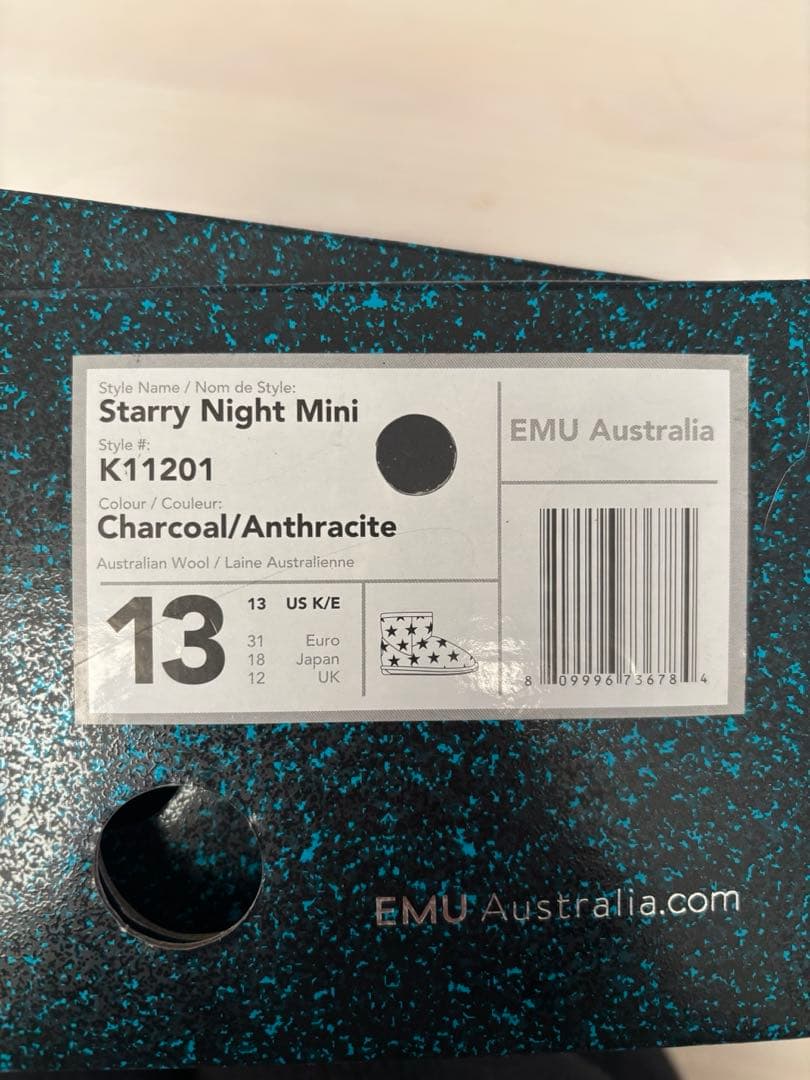 Style Name / Nom de Style:
Starry Night Mini
Style #:
K11201
Colour / Couleur:
Charcoal/Anthracite
Australian Wool / Laine Australienne
EMU Australia
13
13 US K/E
31 Euro
18 Japan
12 UK
8 09996 73678 4
EMU Australia.com